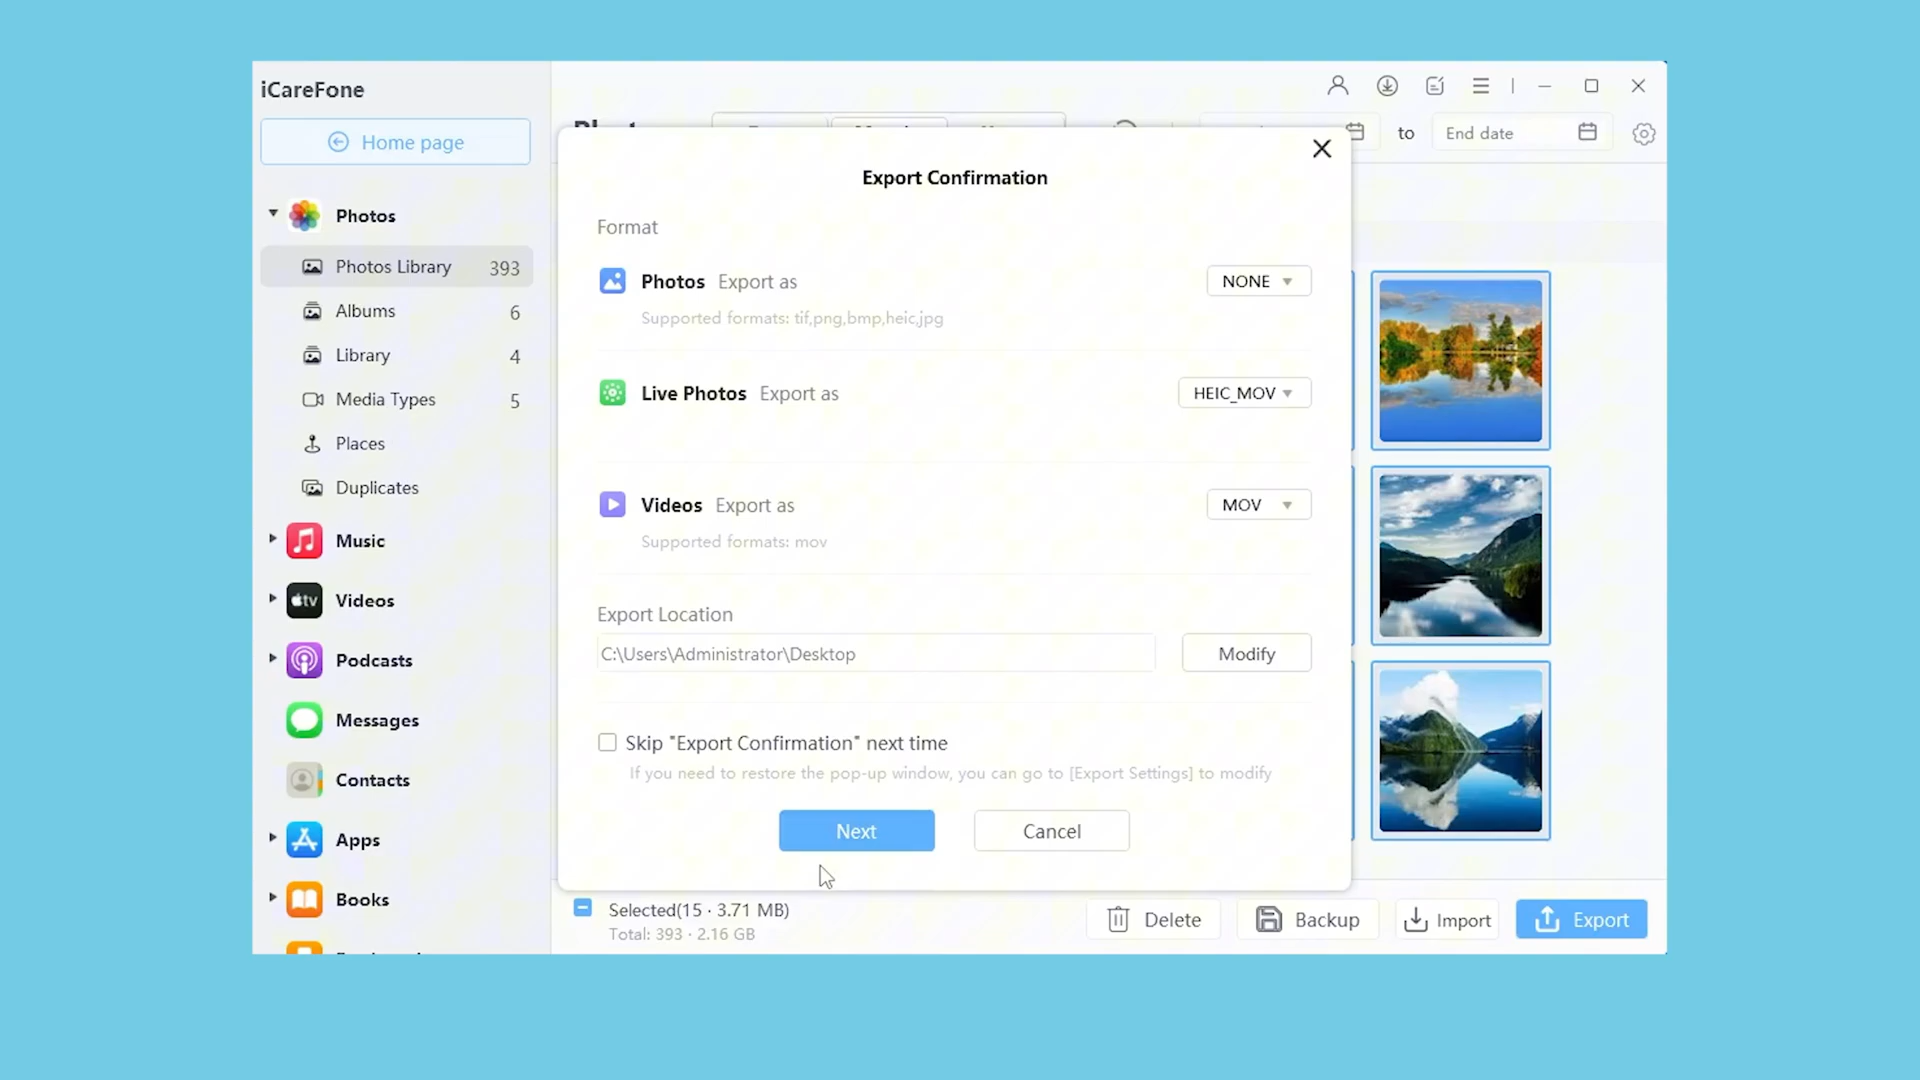 iCareFone
Home page
to
End date
Photos
Photos Library 393
Albums 6
Library 4
Media Types 5
Places
Duplicates
Music
tv
Videos
Podcasts
Messages
Contacts
Apps
Books
Export Confirmation
Format
Photos Export as NONE
Supported formats: tif,png,bmp,heic,jpg
Live Photos Export as HEIC_MOV
Videos Export as MOV
Supported formats: mov
Export Location
C:\Users\Administrator\Desktop Modify
Skip "Export Confirmation" next time
If you need to restore the pop-up window, you can go to [Export Settings] to modify
Next Cancel
Selected(15 · 3.71 MB)
Total: 393 · 2.16 GB
Delete Backup Import Export